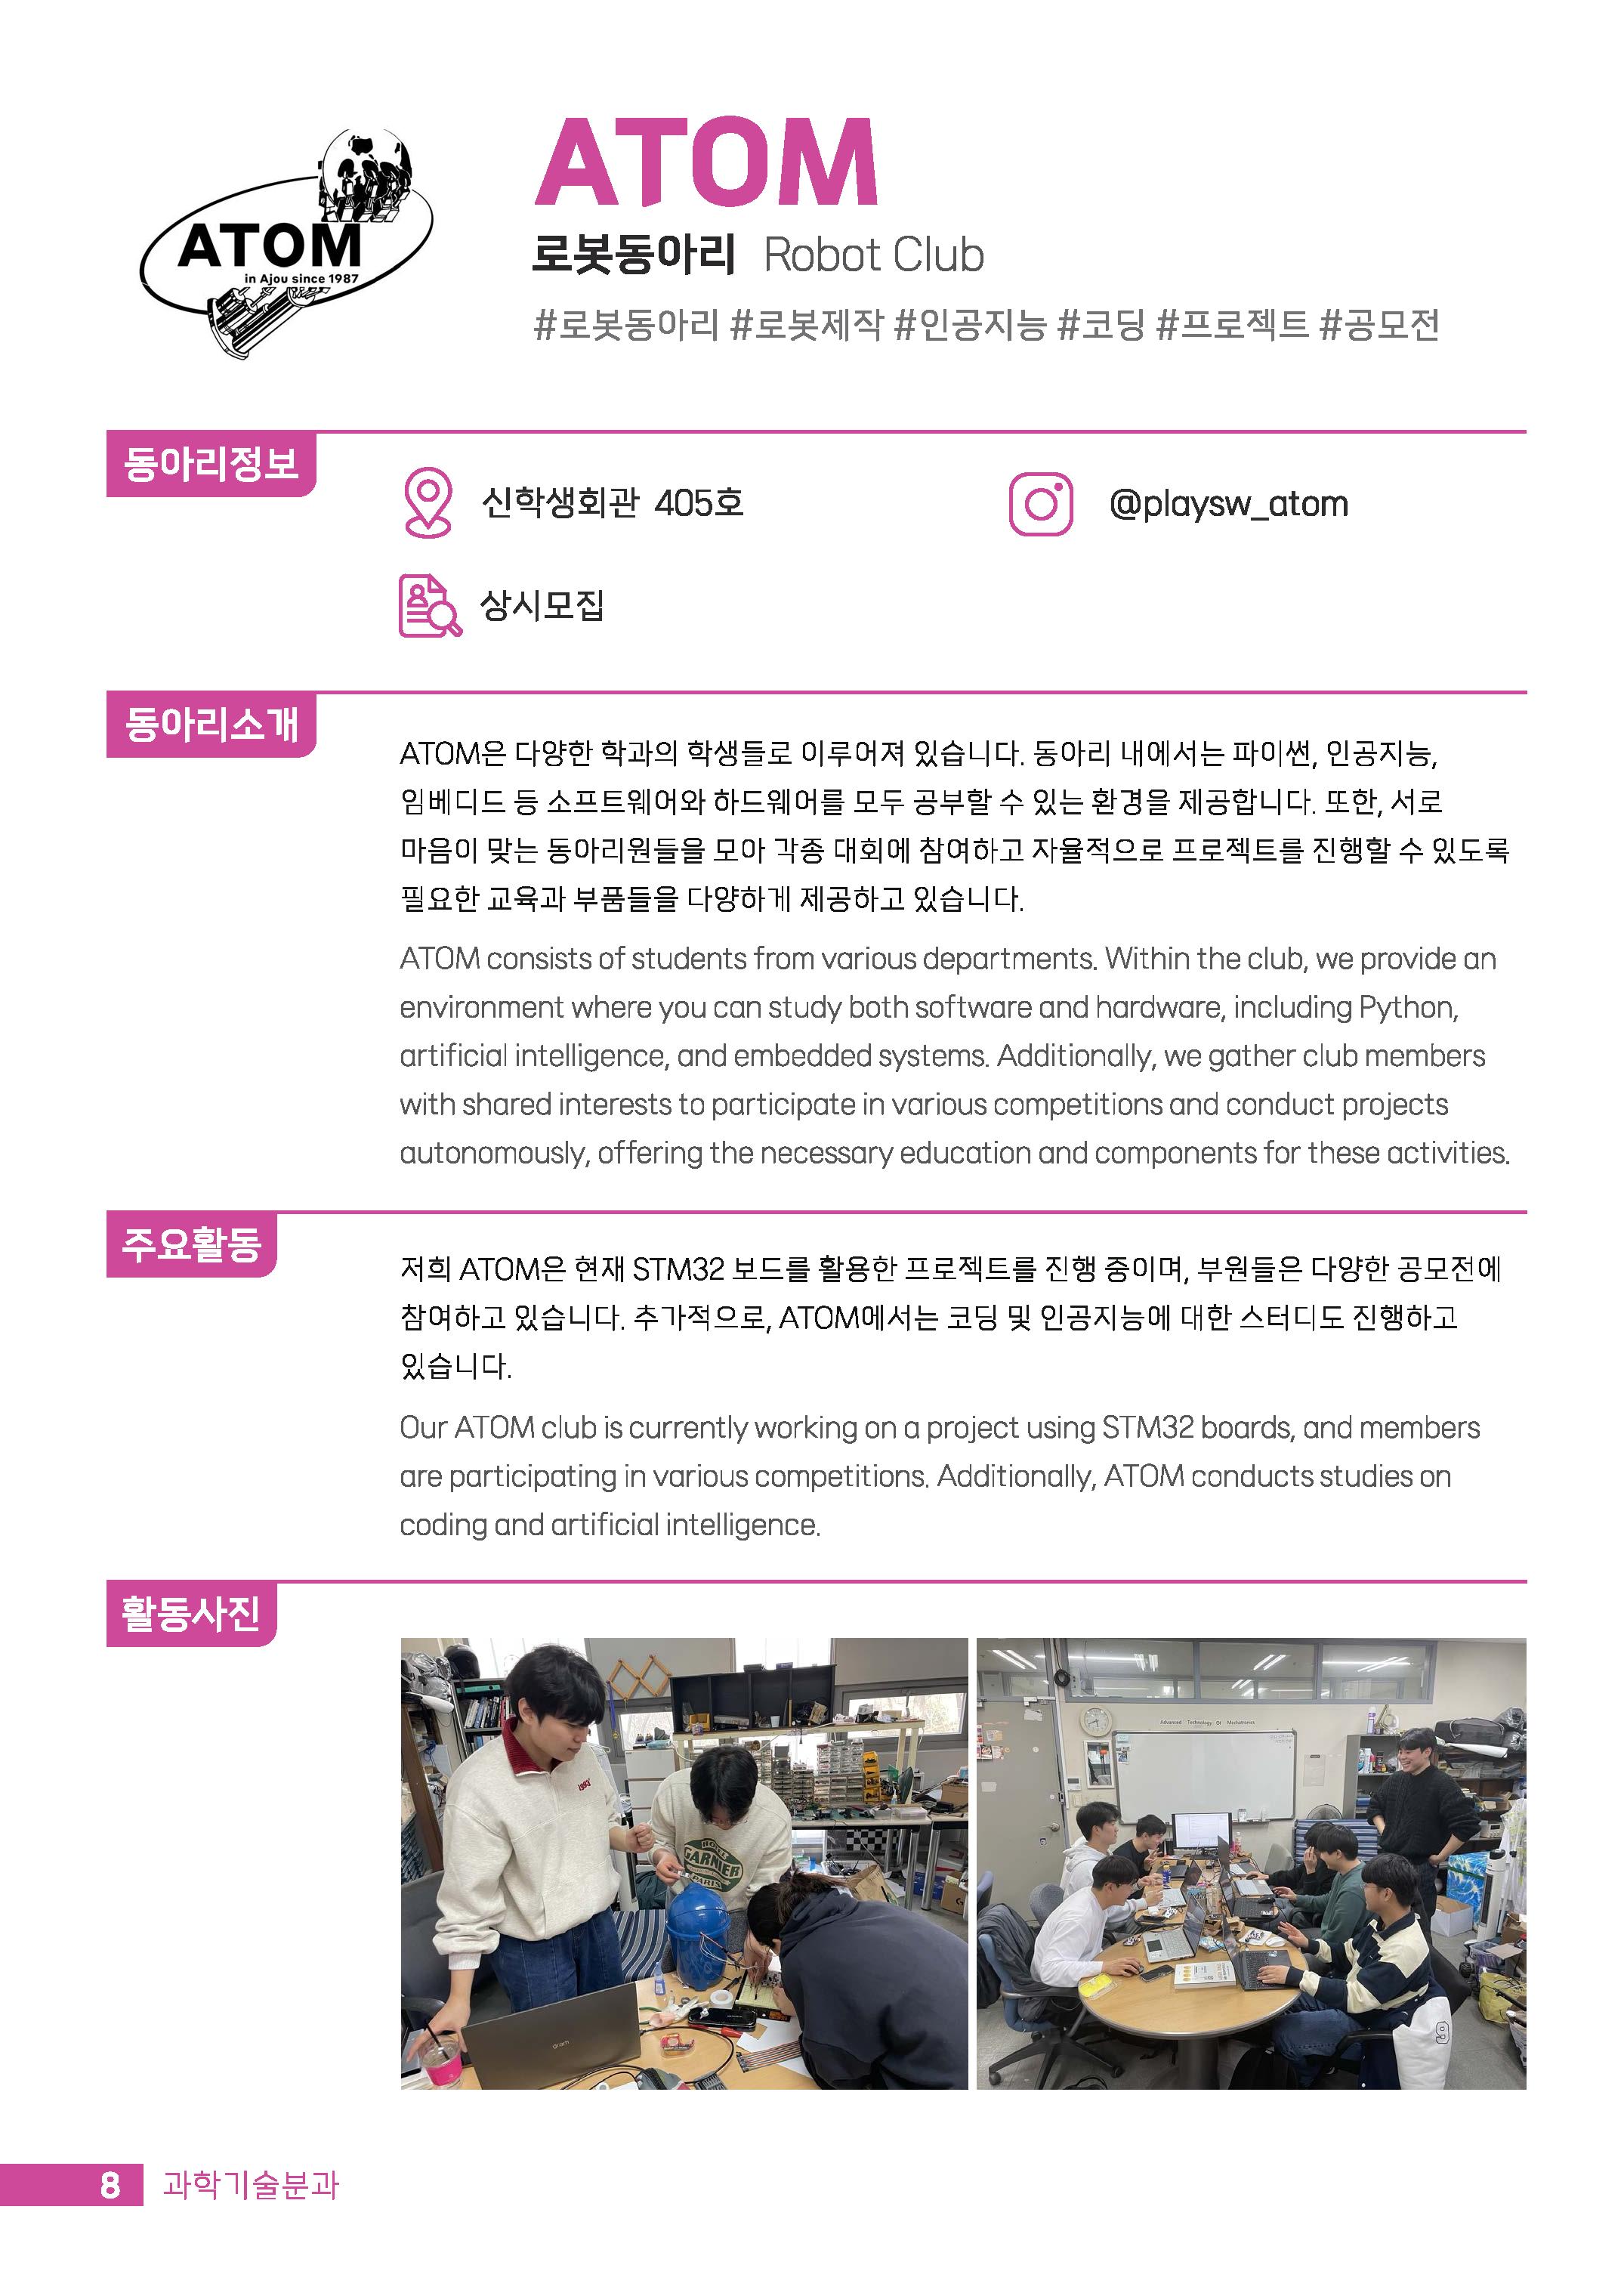 ATOM
in Ajou since 1987
ATOM
로봇동아리 Robot Club
#로봇동아리 #로봇제작 #인공지능 #코딩 #프로젝트 #공모전
동아리정보
신학생회관 405호
@playsw_atom
상시모집
동아리소개
ATOM은 다양한 학과의 학생들로 이루어져 있습니다. 동아리 내에서는 파이썬, 인공지능,
임베디드 등 소프트웨어와 하드웨어를 모두 공부할 수 있는 환경을 제공합니다. 또한, 서로
마음이 맞는 동아리원들을 모아 각종 대회에 참여하고 자율적으로 프로젝트를 진행할 수 있도록
필요한 교육과 부품들을 다양하게 제공하고 있습니다.
ATOM consists of students from various departments. Within the club, we provide an
environment where you can study both software and hardware, including Python,
artificial intelligence, and embedded systems. Additionally, we gather club members
with shared interests to participate in various competitions and conduct projects
autonomously, offering the necessary education and components for these activities.
주요활동
저희 ATOM은 현재 STM32 보드를 활용한 프로젝트를 진행 중이며, 부원들은 다양한 공모전에
참여하고 있습니다. 추가적으로, ATOM에서는 코딩 및 인공지능에 대한 스터디도 진행하고
있습니다.
Our ATOM club is currently working on a project using STM32 boards, and members
are participating in various competitions. Additionally, ATOM conducts studies on
coding and artificial intelligence.
활동사진
GARNIER
PARIS
gram
Advanced Technology Of Mechatronics
8 과학기술분과